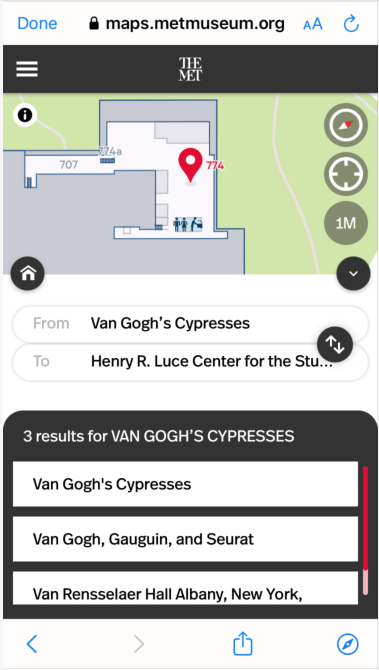 Done
maps.metmuseum.org
AA
THE
MET
774a
707
774
1M
From Van Gogh’s Cypresses
To Henry R. Luce Center for the Stu...
3 results for VAN GOGH’S CYPRESSES
Van Gogh's Cypresses
Van Gogh, Gauguin, and Seurat
Van Rensselaer Hall Albany, New York,